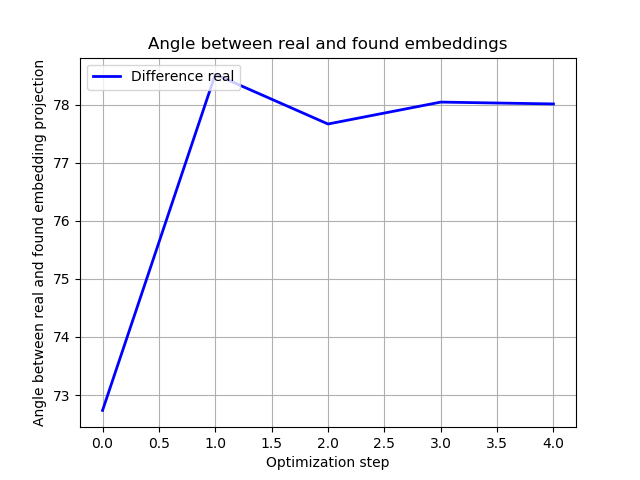 Angle between real and found embeddings
Difference real
Angle between real and found embedding projection
78
77
76
75
74
73
0.0 0.5 1.0 1.5 2.0 2.5 3.0 3.5 4.0
Optimization step